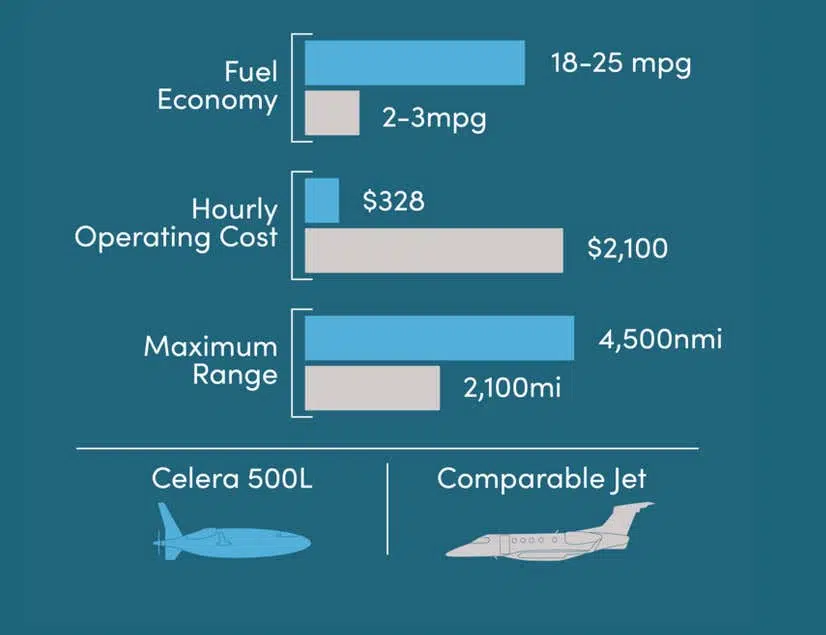 Fuel
Economy
18-25 mpg
2-3mpg
Hourly
Operating Cost
$328
$2,100
Maximum
Range
4,500nmi
2,100mi
Celera 500L
Comparable Jet